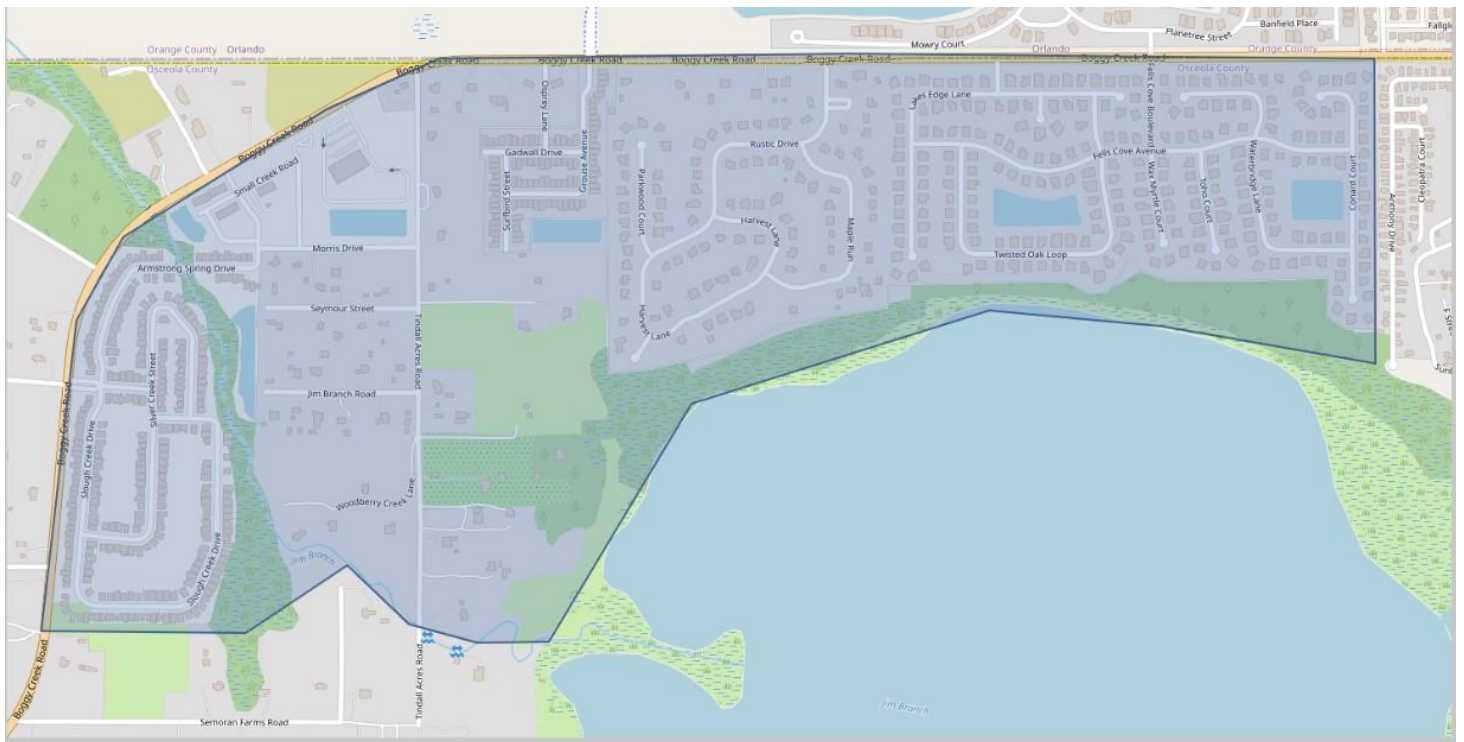 Banfield Place
Fallgl
Planetree Street
Mowry Court
Orange County Orlando
Orlando
Orange County
Osceola County
Osceola County
Boggy Creek Road
Boggy Creek Road
Boggy Creek Road
Boggy Creek Road
Boggy Creek Road
Fells Cove Boulevard
Lakes Edge Lane
Osprey Lane
Grouse Avenue
Gadwall Drive
Rustic Drive
Fells Cove Avenue
Boggy Creek Road
Small Creek Road
Surfbird Street
Parkwood Court
Wax Myrtle Court
Toho Court
Waterbridge Lane
Conferd Court
Anthony Drive
Cleopatra Court
Harvest Lane
Maple Run
Morris Drive
Twisted Oak Loop
Armstrong Spring Drive
Seymour Street
Harvest Lane
Tindall Acres Road
Silver Creek Street
Jim Branch Road
Boggy Creek Road
Slough Creek Drive
Woodberry Creek Lane
Slough Creek Drive
Jim Branch
Boggy Creek Road
Tindall Acres Road
Jim Branch
Semoran Farms Road